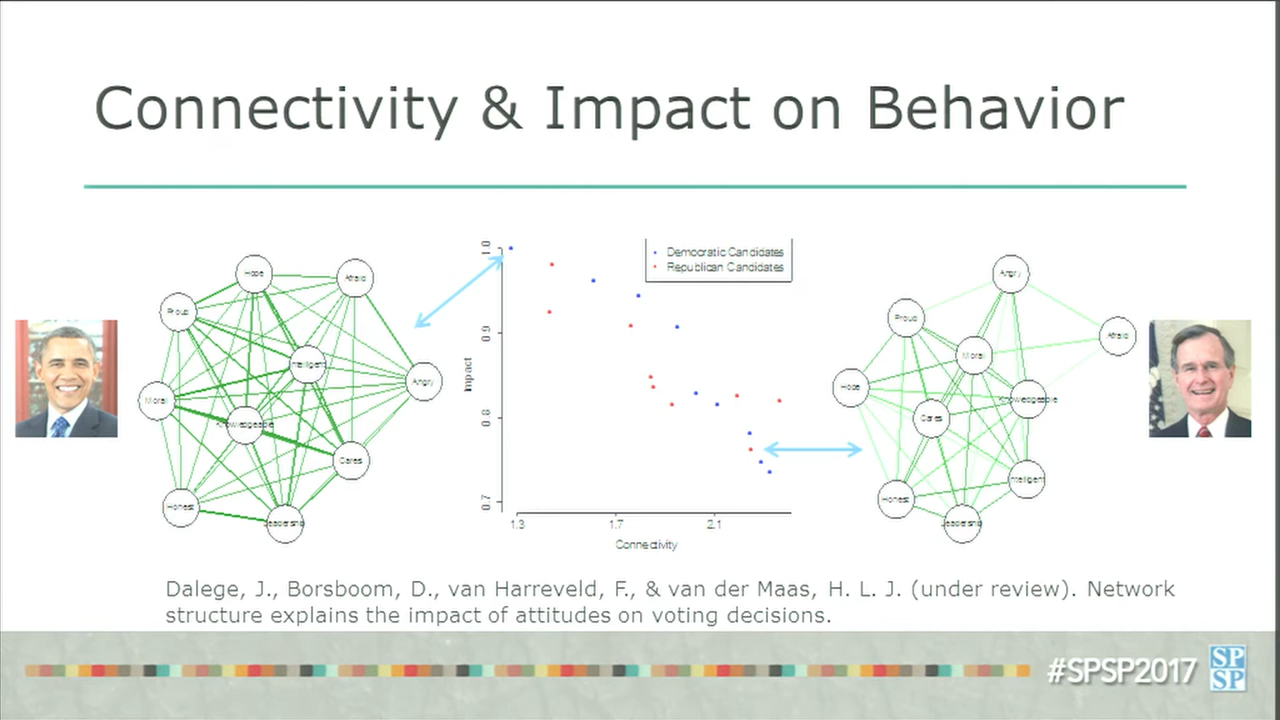 Connectivity & Impact on Behavior
Hope
Afraid
Proud
Intelligent
Angry
Moral
Knowledgeable
Cares
Honest
Leadership
1.0
0.9
0.8
0.7
Impact
Democratic Candidates
Republican Candidates
1.3 1.7 2.1
Connectivity
Angry
Proud
Afraid
Moral
Hope
Knowledgeable
Cares
Intelligent
Honest
Leadership
Dalege, J., Borsboom, D., van Harreveld, F., & van der Maas, H. L. J. (under review). Network
structure explains the impact of attitudes on voting decisions.
#SPSP2017
SP
SP